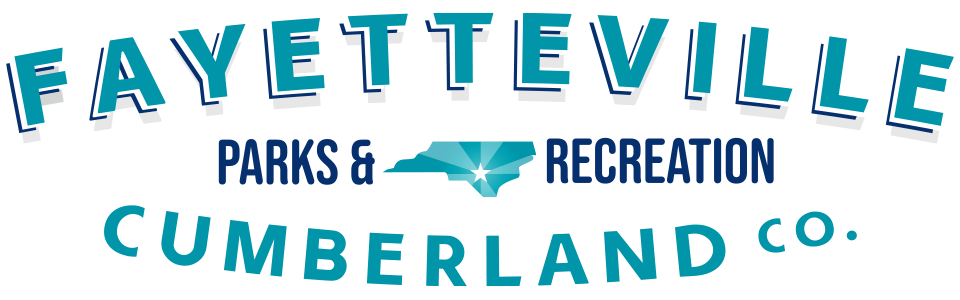 FAYETTEVILLE
PARKS & RECREATION
CUMBERLAND CO.